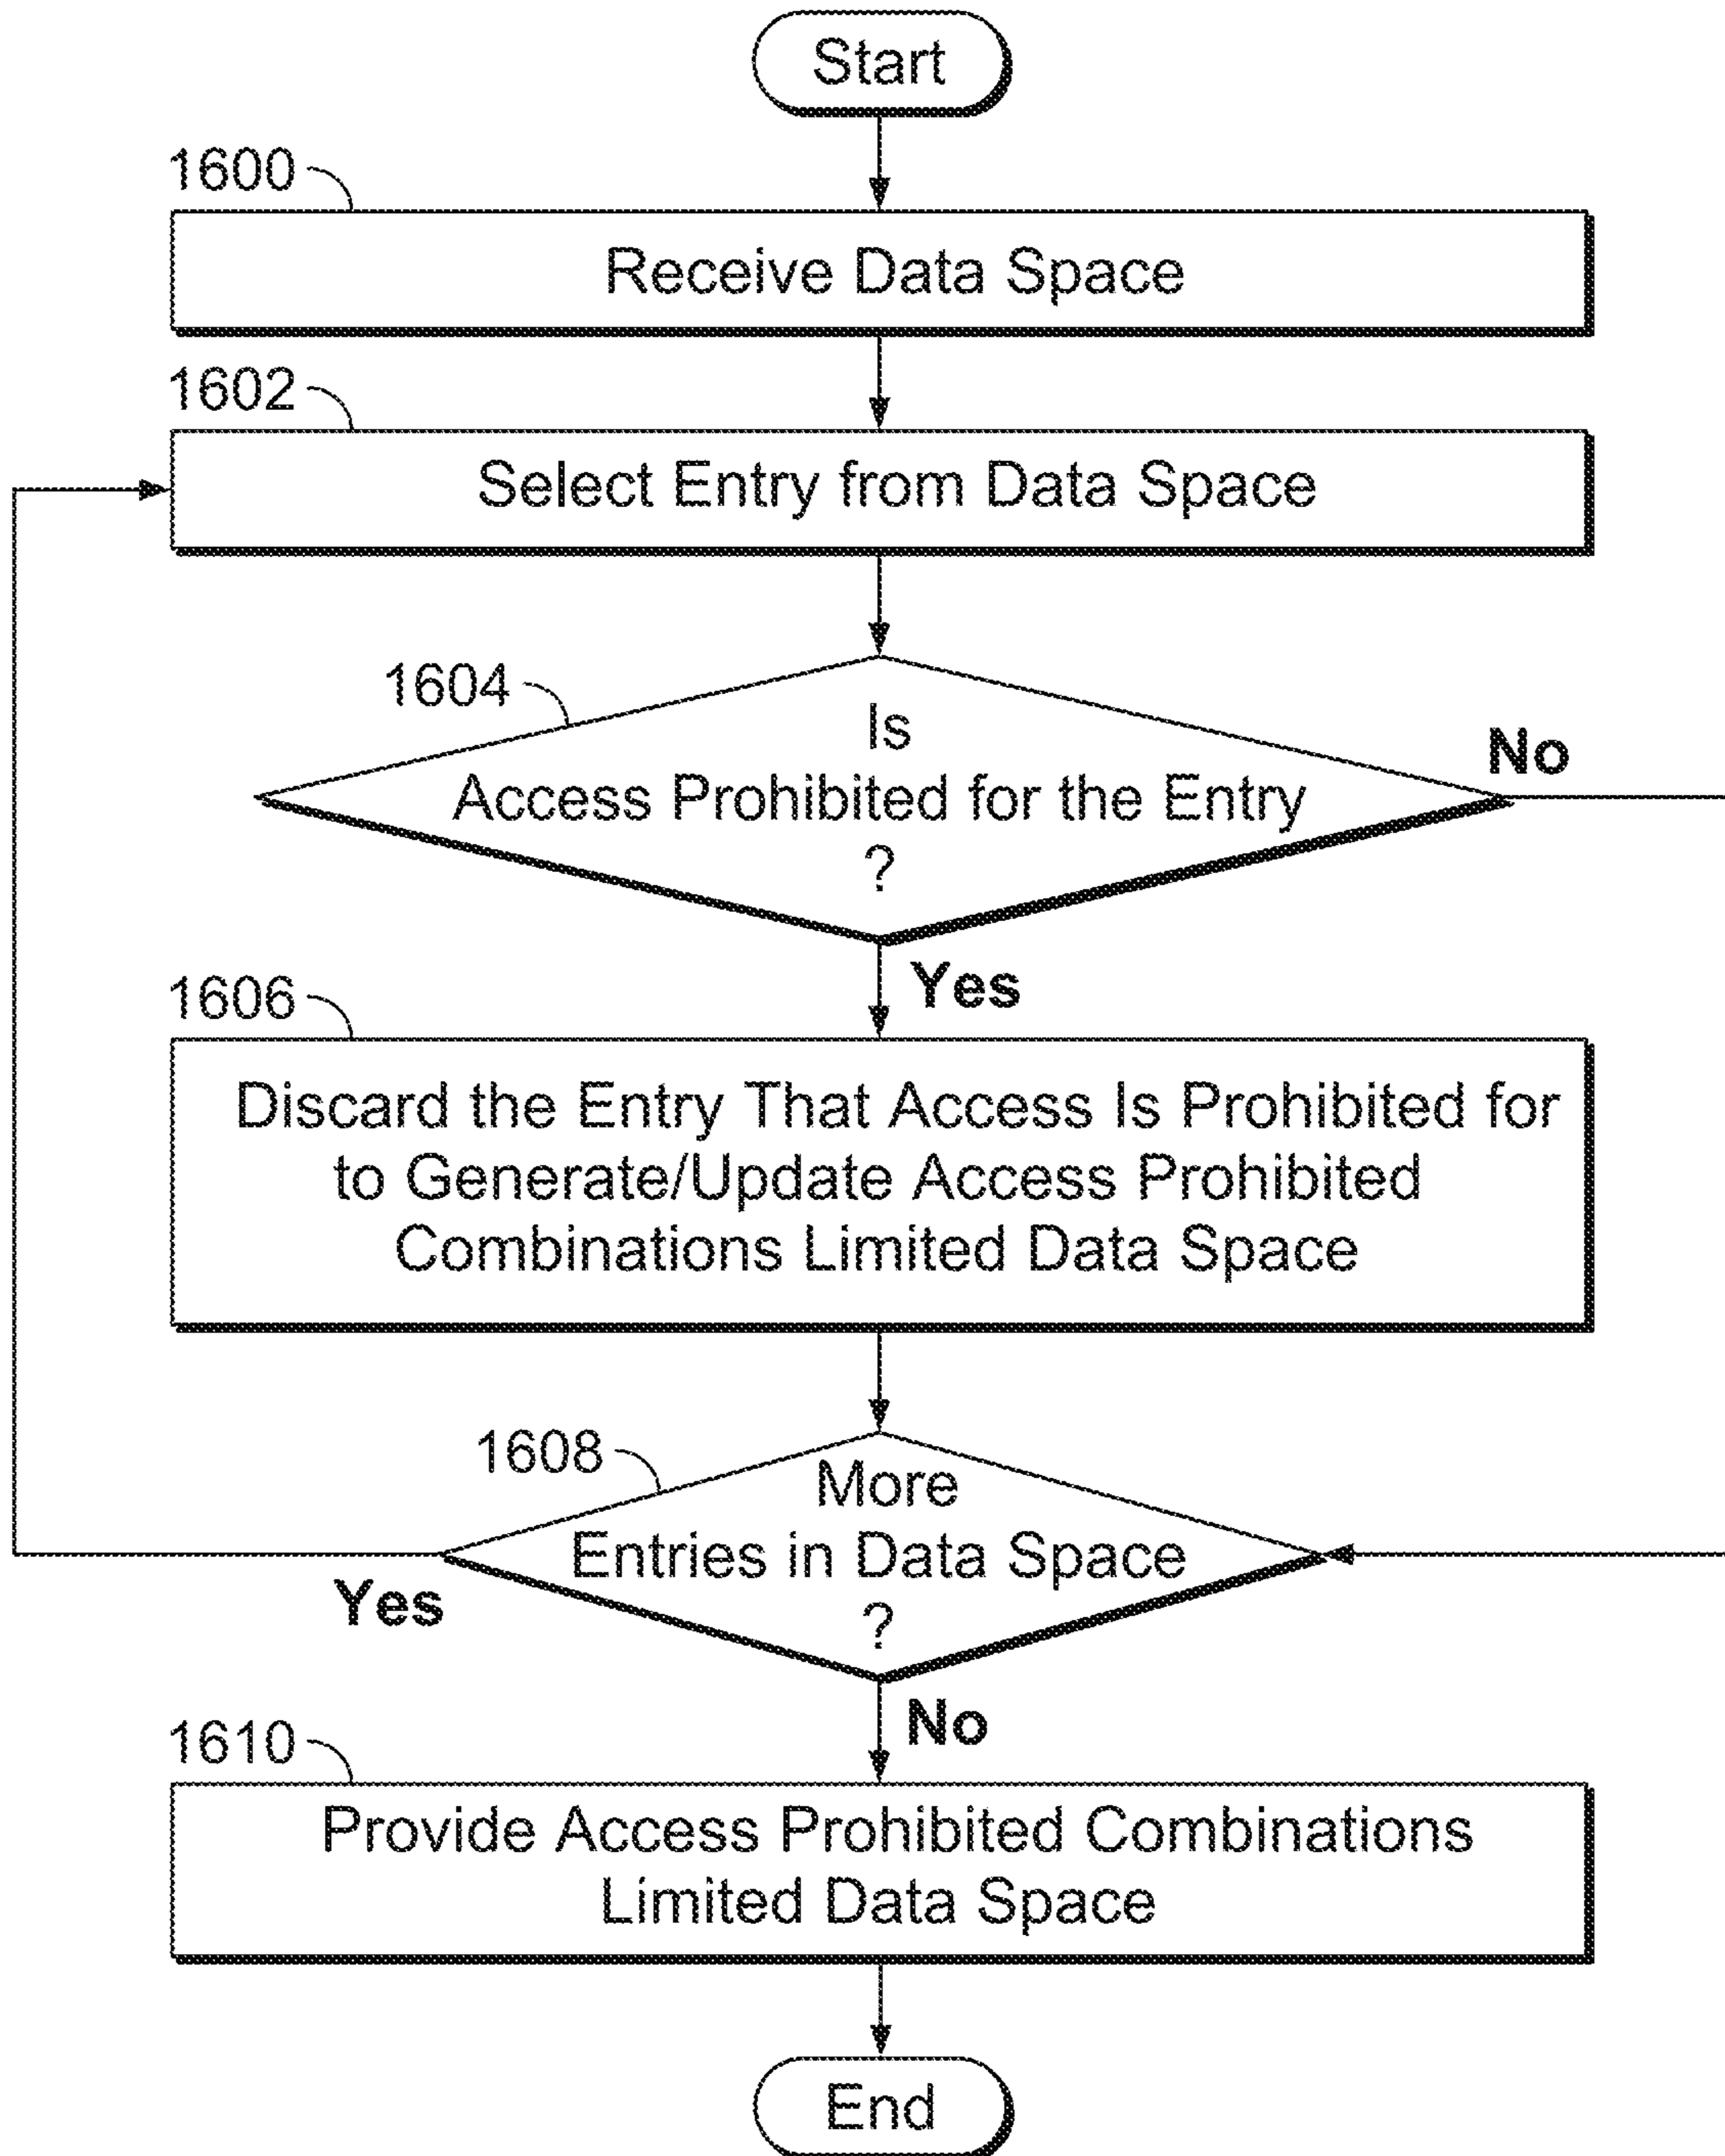 Start
1600
Receive Data Space
1602
Select Entry from Data Space
1604
Is
Access Prohibited for the Entry
?
No
Yes
1606
Discard the Entry That Access Is Prohibited for
to Generate/Update Access Prohibited
Combinations Limited Data Space
1608
More
Entries in Data Space
?
Yes
No
1610
Provide Access Prohibited Combinations
Limited Data Space
End